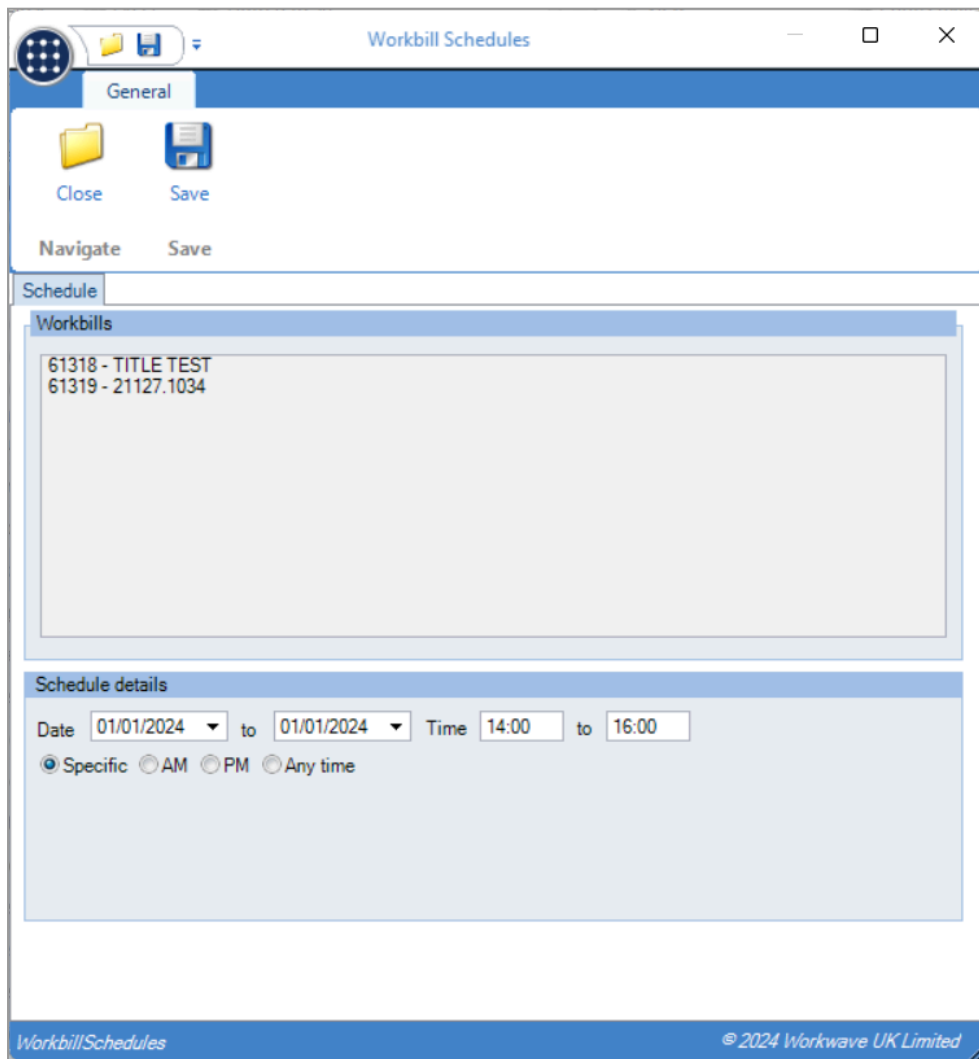 Workbill Schedules
General
Close Save
Navigate Save
Schedule
Workbills
61318 - TITLE TEST
61319 - 21127.1034
Schedule details
Date 01/01/2024 to 01/01/2024 Time 14:00 to 16:00
Specific AM PM Any time
WorkbillSchedules © 2024 Workwave UK Limited